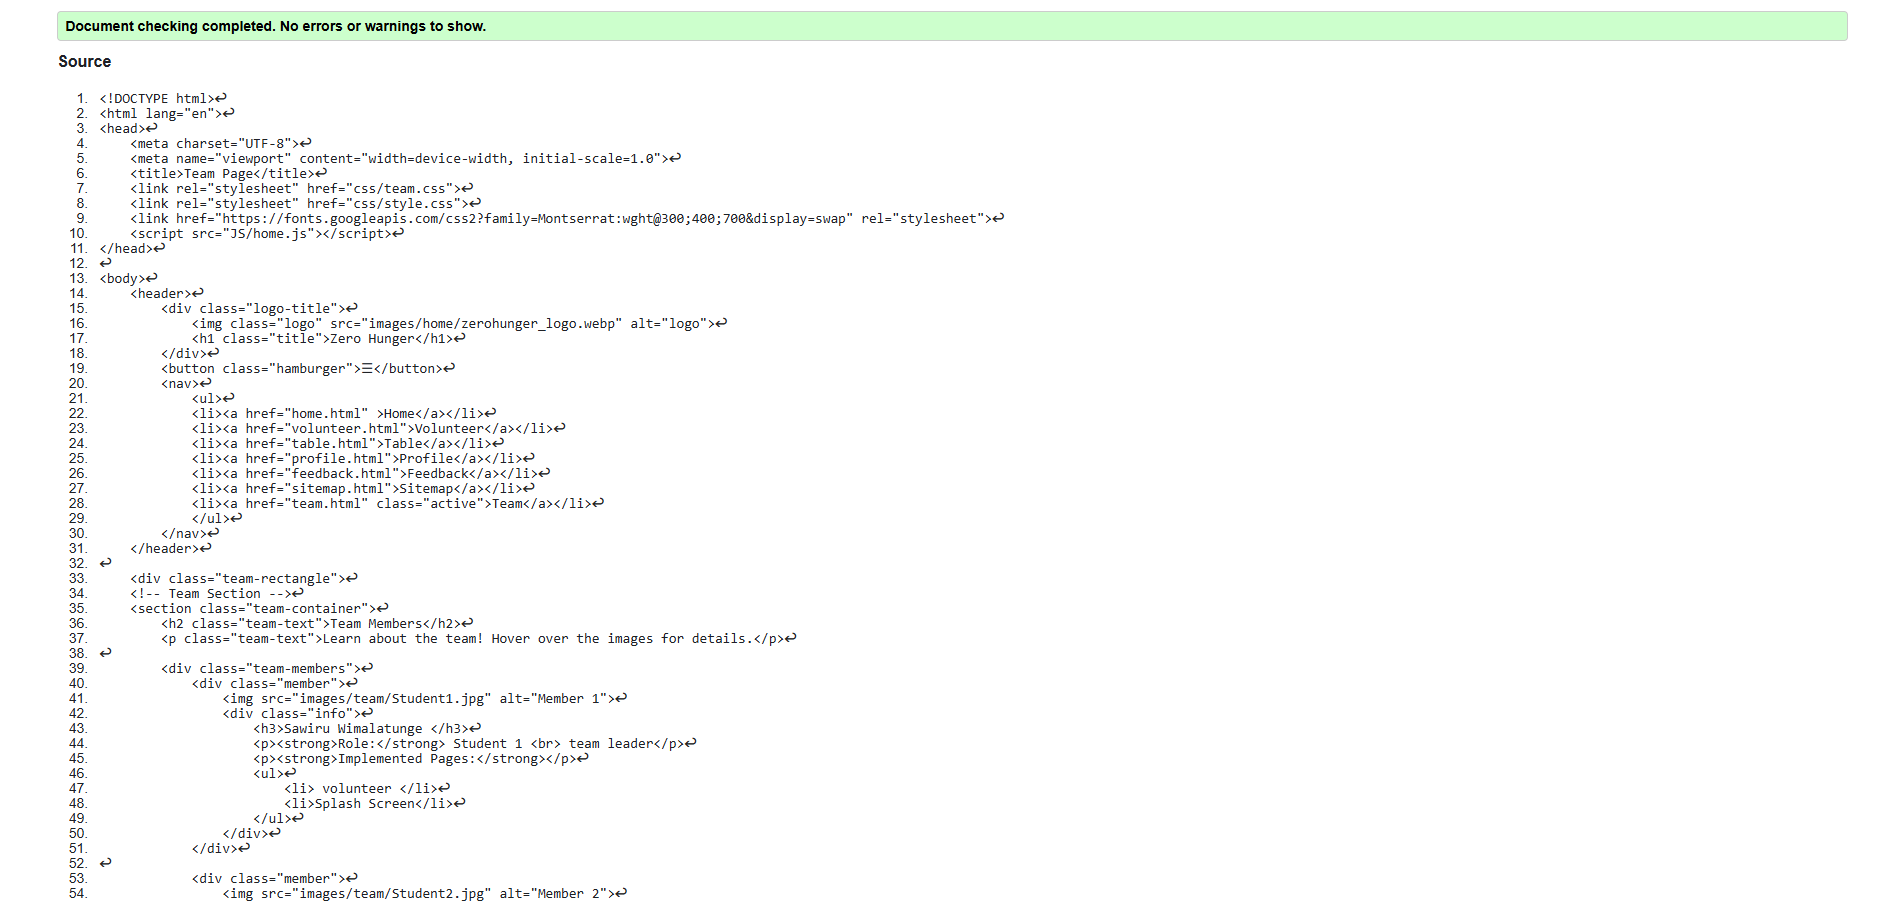 Document checking completed. No errors or warnings to show.
Source
1. <!DOCTYPE html>↩
2. <html lang="en">↩
3. <head>↩
4.     <meta charset="UTF-8">↩
5.     <meta name="viewport" content="width=device-width, initial-scale=1.0">↩
6.     <title>Team Page</title>↩
7.     <link rel="stylesheet" href="css/team.css">↩
8.     <link rel="stylesheet" href="css/style.css">↩
9.     <link href="https://fonts.googleapis.com/css2?family=Montserrat:wght@300;400;700&display=swap" rel="stylesheet">↩
10.     <script src="JS/home.js"></script>↩
11. </head>↩
12. ↩
13. <body>↩
14.     <header>↩
15.         <div class="logo-title">↩
16.             <img class="logo" src="images/home/zerohunger_logo.webp" alt="logo">↩
17.             <h1 class="title">Zero Hunger</h1>↩
18.         </div>↩
19.         <button class="hamburger">☰</button>↩
20.         <nav>↩
21.             <ul>↩
22.             <li><a href="home.html" >Home</a></li>↩
23.             <li><a href="volunteer.html">Volunteer</a></li>↩
24.             <li><a href="table.html">Table</a></li>↩
25.             <li><a href="profile.html">Profile</a></li>↩
26.             <li><a href="feedback.html">Feedback</a></li>↩
27.             <li><a href="sitemap.html">Sitemap</a></li>↩
28.             <li><a href="team.html" class="active">Team</a></li>↩
29.             </ul>↩
30.         </nav>↩
31.     </header>↩
32. ↩
33.     <div class="team-rectangle">↩
34.     <!-- Team Section -->↩
35.     <section class="team-container">↩
36.         <h2 class="team-text">Team Members</h2>↩
37.         <p class="team-text">Learn about the team! Hover over the images for details.</p>↩
38. ↩
39.         <div class="team-members">↩
40.             <div class="member">↩
41.                 <img src="images/team/Student1.jpg" alt="Member 1">↩
42.                 <div class="info">↩
43.                     <h3>Sawiru Wimalatunge </h3>↩
44.                     <p><strong>Role:</strong> Student 1 <br> team leader</p>↩
45.                     <p><strong>Implemented Pages:</strong></p>↩
46.                     <ul>↩
47.                         <li> volunteer </li>↩
48.                         <li>Splash Screen</li>↩
49.                     </ul>↩
50.                 </div>↩
51.             </div>↩
52. ↩
53.             <div class="member">↩
54.                 <img src="images/team/Student2.jpg" alt="Member 2">↩